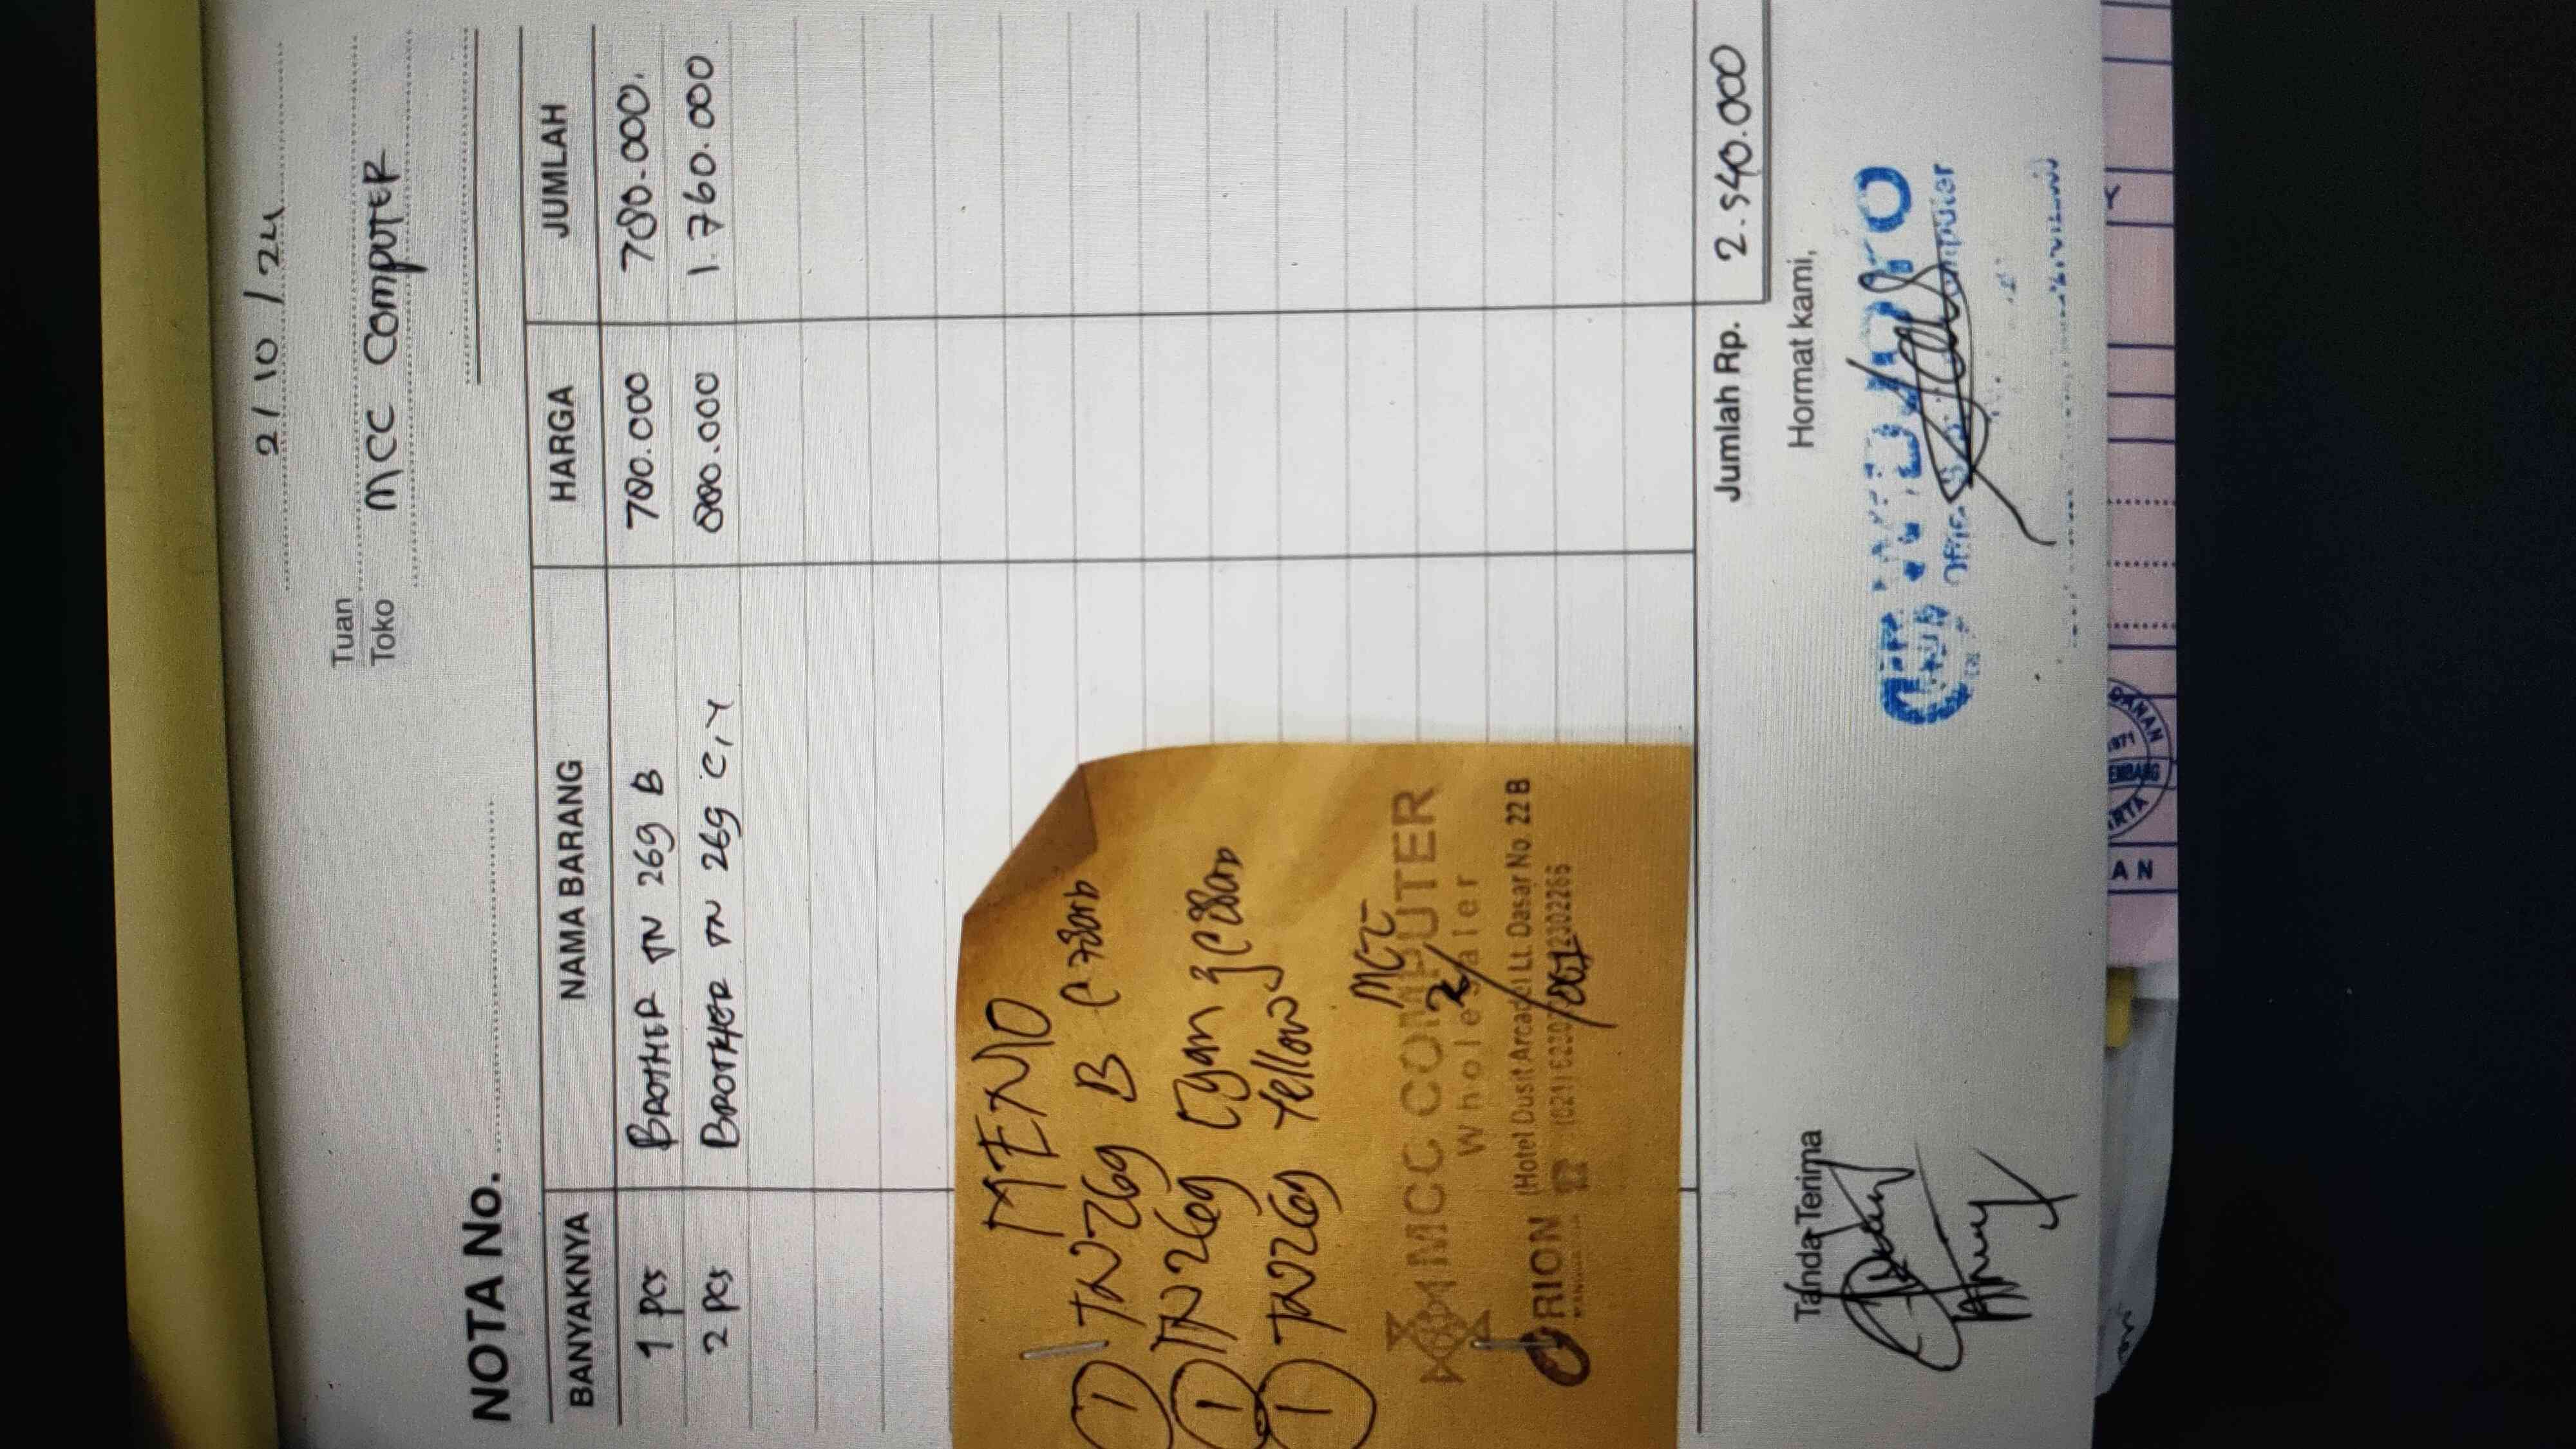 2/10/24
Tuan
Toko MCC COMPUTER
NOTA No.
BANYAKNYA NAMA BARANG HARGA JUMLAH
1 pcs BROTHER TN 269 B 780.000 780.000.
2 pcs BROTHER TN 269 C, Y 880.000 1.760.000
MEMO
1 TN269 B
1 TN269 Cyan
1 TN269 Yellow
MCC
MCC COMPUTER
Wholesaler
ORION (Hotel Dusit Arcade) Lt. Dasar No. 22 B
Jumlah Rp. 2.540.000
Tanda Terima Hormat kami,
AN